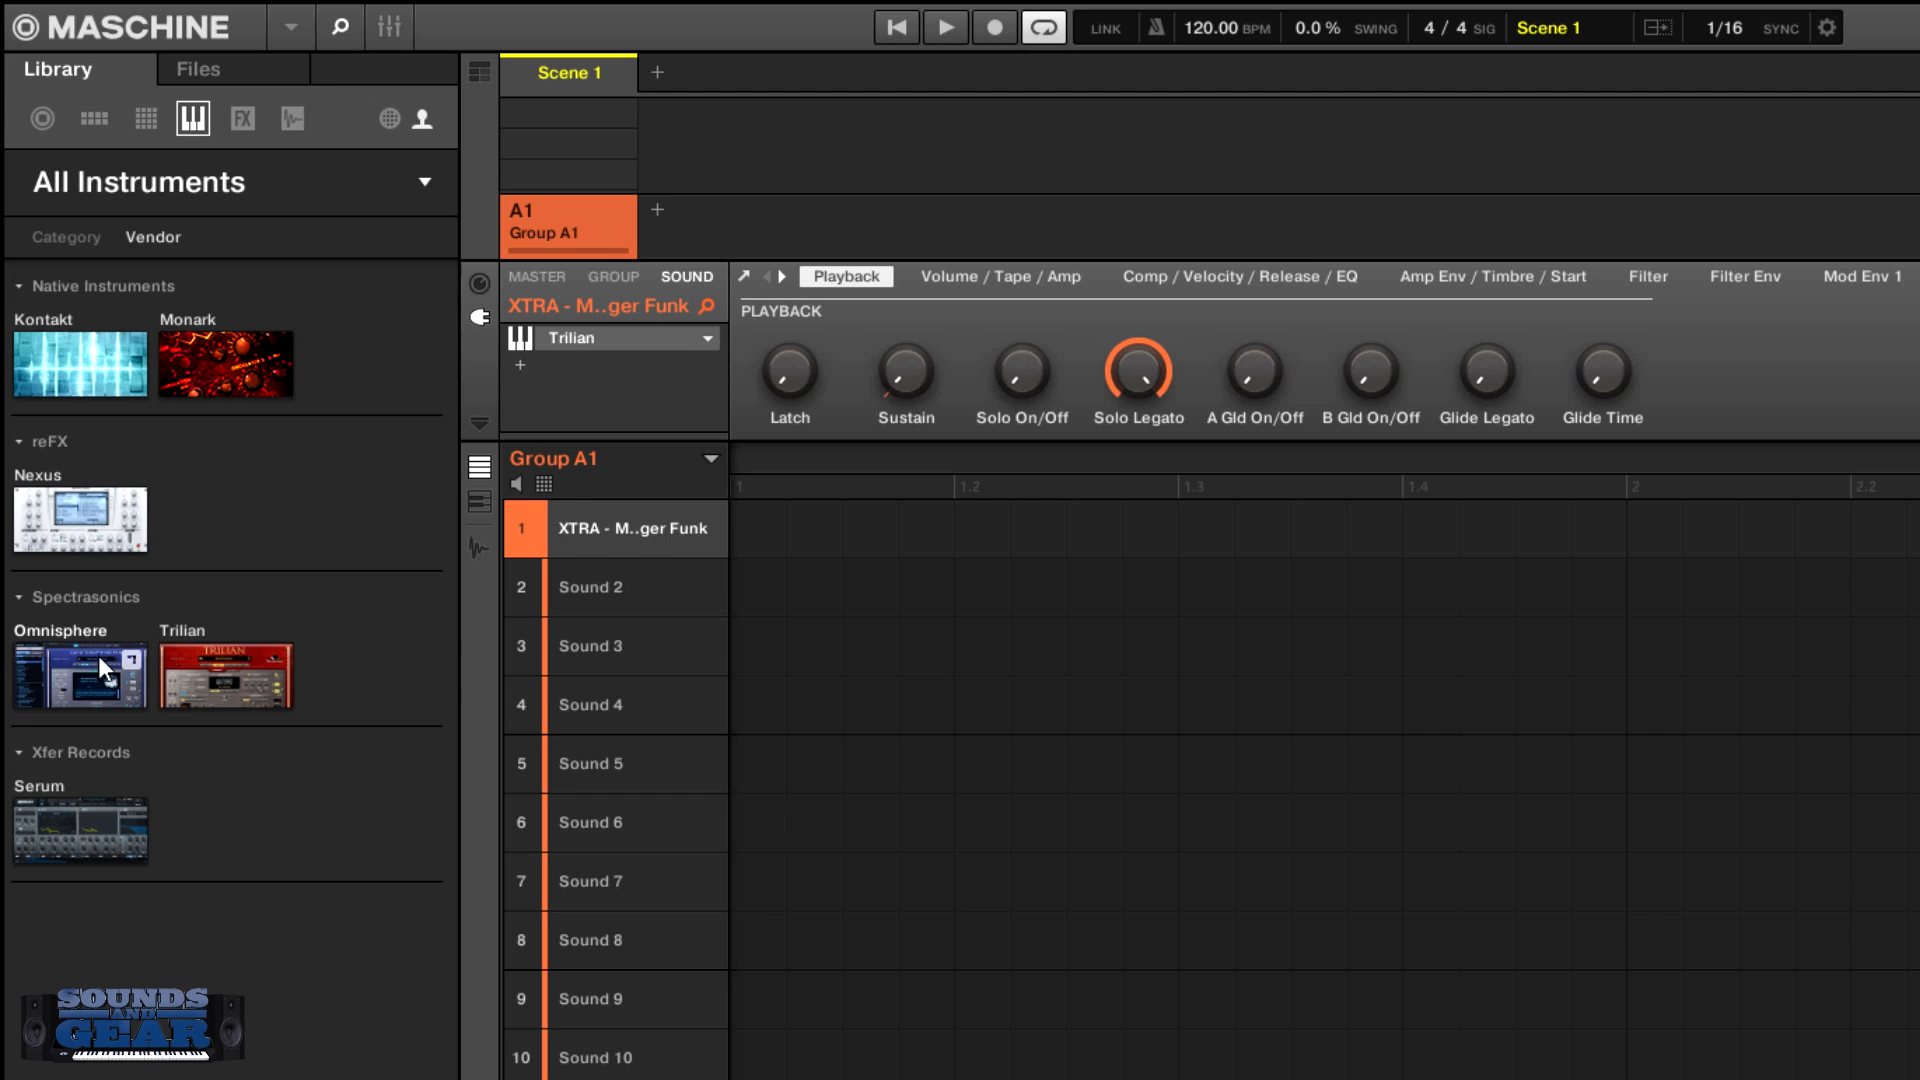 MASCHINE
LINK
120.00 BPM
0.0 % SWING
4 / 4 SIG
Scene 1
1/16 SYNC
Library
Files
Scene 1
+
FX
All Instruments
Category
Vendor
A1
Group A1
+
MASTER
GROUP
SOUND
Playback
Volume / Tape / Amp
Comp / Velocity / Release / EQ
Amp Env / Timbre / Start
Filter
Filter Env
Mod Env 1
XTRA - M..ger Funk
PLAYBACK
Trilian
+
Latch
Sustain
Solo On/Off
Solo Legato
A Gld On/Off
B Gld On/Off
Glide Legato
Glide Time
Native Instruments
Kontakt
Monark
reFX
Nexus
Spectrasonics
Omnisphere
Trilian
TRILIAN
Xfer Records
Serum
Group A1
1
1.2
1.3
1.4
2
2.2
1
XTRA - M..ger Funk
2
Sound 2
3
Sound 3
4
Sound 4
5
Sound 5
6
Sound 6
7
Sound 7
8
Sound 8
9
Sound 9
10
Sound 10
SOUNDS
AND
GEAR